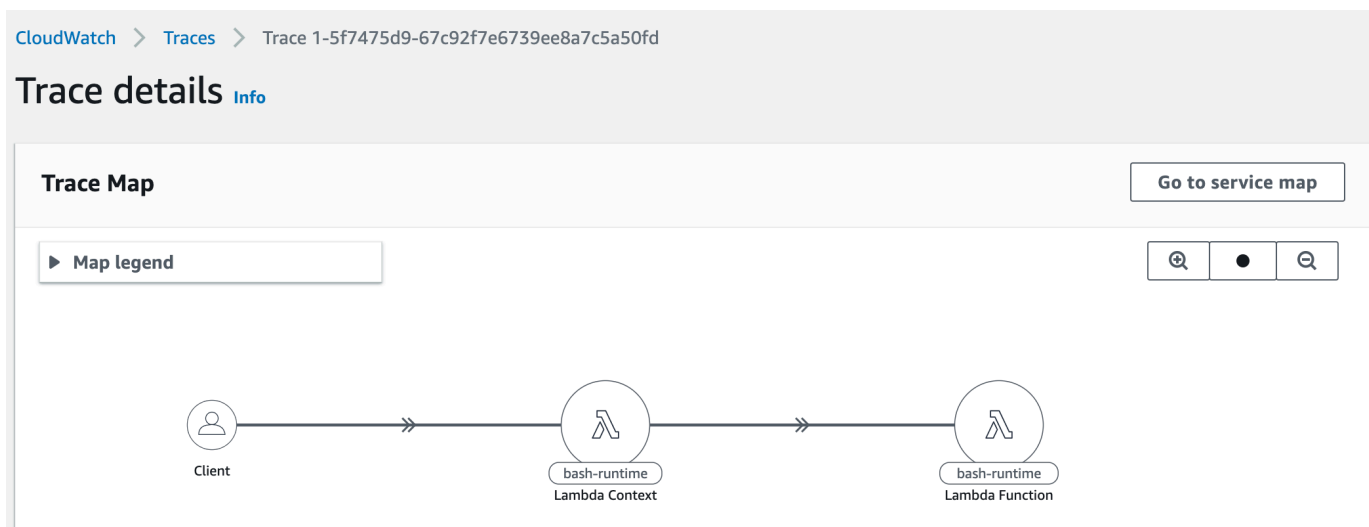 CloudWatch > Traces > Trace 1-5f7475d9-67c92f7e6739ee8a7c5a50fd
Trace details Info
Trace Map
Go to service map
Map legend
Client
bash-runtime
Lambda Context
bash-runtime
Lambda Function